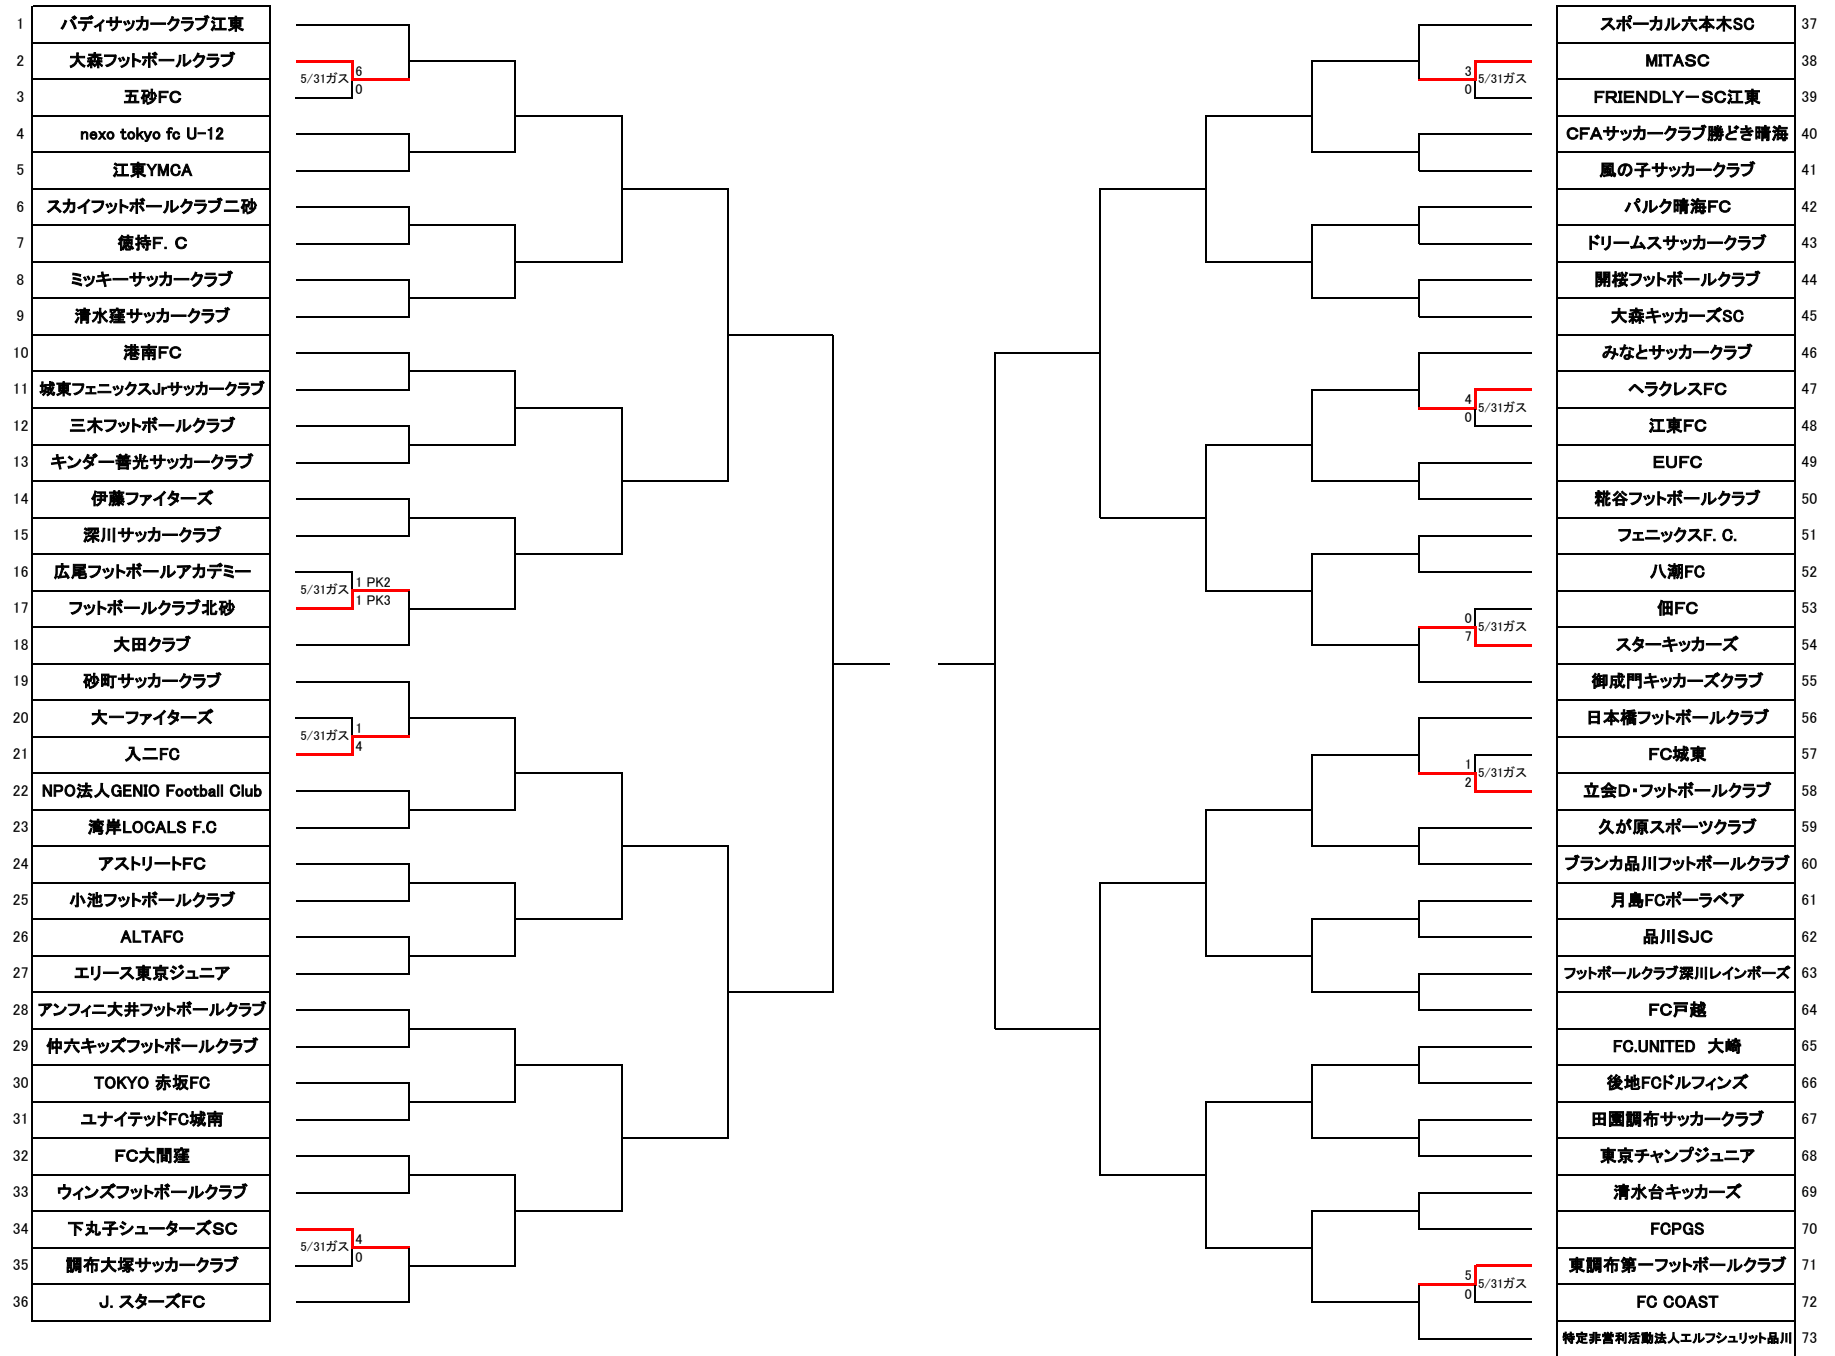 1 バディサッカークラブ江東
2 大森フットボールクラブ
5/31ガス 6
0
3 五砂FC
4 nexo tokyo fc U-12
5 江東YMCA
6 スカイフットボールクラブ二砂
7 徳持F. C
8 ミッキーサッカークラブ
9 清水窪サッカークラブ
10 港南FC
11 城東フェニックスJrサッカークラブ
12 三木フットボールクラブ
13 キンダー善光サッカークラブ
14 伊藤ファイターズ
15 深川サッカークラブ
16 広尾フットボールアカデミー
5/31ガス 1 PK2
1 PK3
17 フットボールクラブ北砂
18 大田クラブ
19 砂町サッカークラブ
20 大一ファイターズ
5/31ガス 1
4
21 入二FC
22 NPO法人GENIO Football Club
23 湾岸LOCALS F.C
24 アストリートFC
25 小池フットボールクラブ
26 ALTAFC
27 エリース東京ジュニア
28 アンフィニ大井フットボールクラブ
29 仲六キッズフットボールクラブ
30 TOKYO 赤坂FC
31 ユナイテッドFC城南
32 FC大間窪
33 ウィンズフットボールクラブ
34 下丸子シューターズSC
5/31ガス 4
0
35 調布大塚サッカークラブ
36 J. スターズFC
スポーカル六本木SC 37
MITASC 38
3 5/31ガス
0
FRIENDLY－SC江東 39
CFAサッカークラブ勝どき晴海 40
風の子サッカークラブ 41
パルク晴海FC 42
ドリームスサッカークラブ 43
開桜フットボールクラブ 44
大森キッカーズSC 45
みなとサッカークラブ 46
ヘラクレスFC 47
4 5/31ガス
0
江東FC 48
EUFC 49
糀谷フットボールクラブ 50
フェニックスF. C. 51
八潮FC 52
佃FC 53
0 5/31ガス
7
スターキッカーズ 54
御成門キッカーズクラブ 55
日本橋フットボールクラブ 56
FC城東 57
1 5/31ガス
2
立会D・フットボールクラブ 58
久が原スポーツクラブ 59
ブランカ品川フットボールクラブ 60
月島FCポーラベア 61
品川SJC 62
フットボールクラブ深川レインボーズ 63
FC戸越 64
FC.UNITED　大崎 65
後地FCドルフィンズ 66
田園調布サッカークラブ 67
東京チャンプジュニア 68
清水台キッカーズ 69
FCPGS 70
東調布第一フットボールクラブ 71
5 5/31ガス
0
FC COAST 72
特定非営利活動法人エルフシュリット品川 73